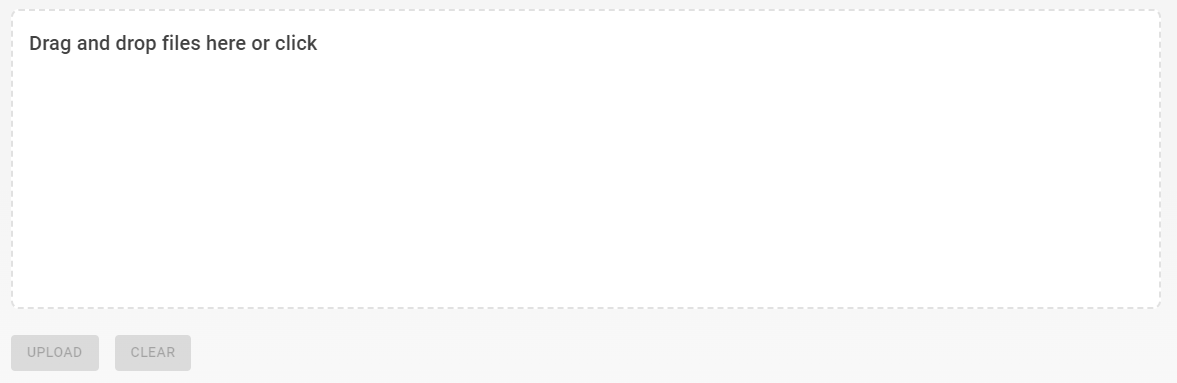 Drag and drop files here or click
UPLOAD
CLEAR